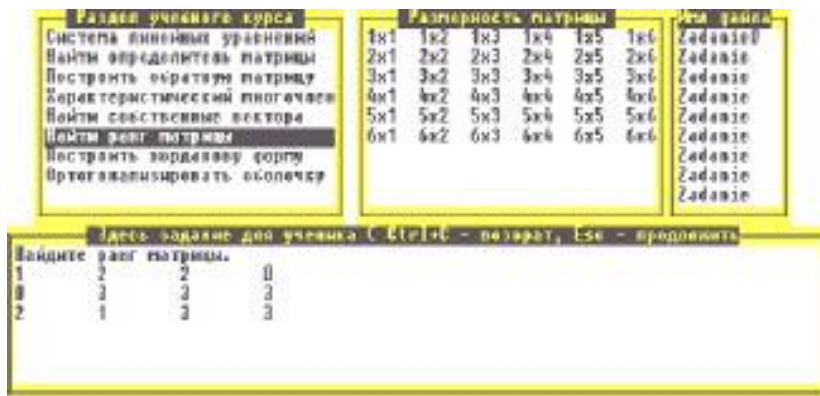 Раздел учебного курса
Система линейных уравнений
Найти определитель матрицы
Построить обратную матрицу
Характеристический многочлен
Найти собственные вектора
Найти ранг матрицы
Построить жорданову форму
Ортогонализировать оболочку
Размерность матрицы
1x1 1x2 1x3 1x4 1x5 1x6
2x1 2x2 2x3 2x4 2x5 2x6
3x1 3x2 3x3 3x4 3x5 3x6
4x1 4x2 4x3 4x4 4x5 4x6
5x1 5x2 5x3 5x4 5x5 5x6
6x1 6x2 6x3 6x4 6x5 6x6
Имя файла
Zadanie0
Zadanie
Zadanie
Zadanie
Zadanie
Zadanie
Zadanie
Zadanie
Здесь задание для ученика ( Ctrl+C - возврат, Esc - продолжить
Найдите ранг матрицы.
1 2 2 0
0 3 3 3
2 1 3 3